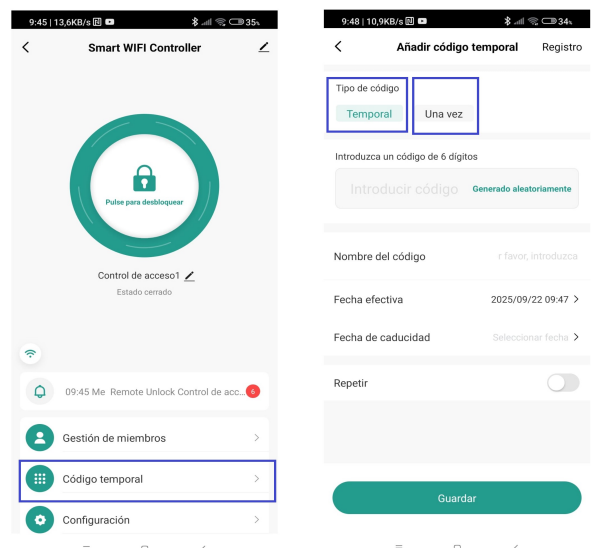 9:45 | 13,6KB/s 35%
Smart WIFI Controller
Pulse para desbloquear
Control de acceso1
Estado cerrado
09:45 Me Remote Unlock Control de acc... 6
Gestión de miembros
Código temporal
Configuración
9:48 | 10,9KB/s 34%
Añadir código temporal Registro
Tipo de código
Temporal Una vez
Introduzca un código de 6 dígitos
Introducir código Generado aleatoriamente
Nombre del código r favor, introduzca
Fecha efectiva 2025/09/22 09:47
Fecha de caducidad Seleccionar fecha
Repetir
Guardar